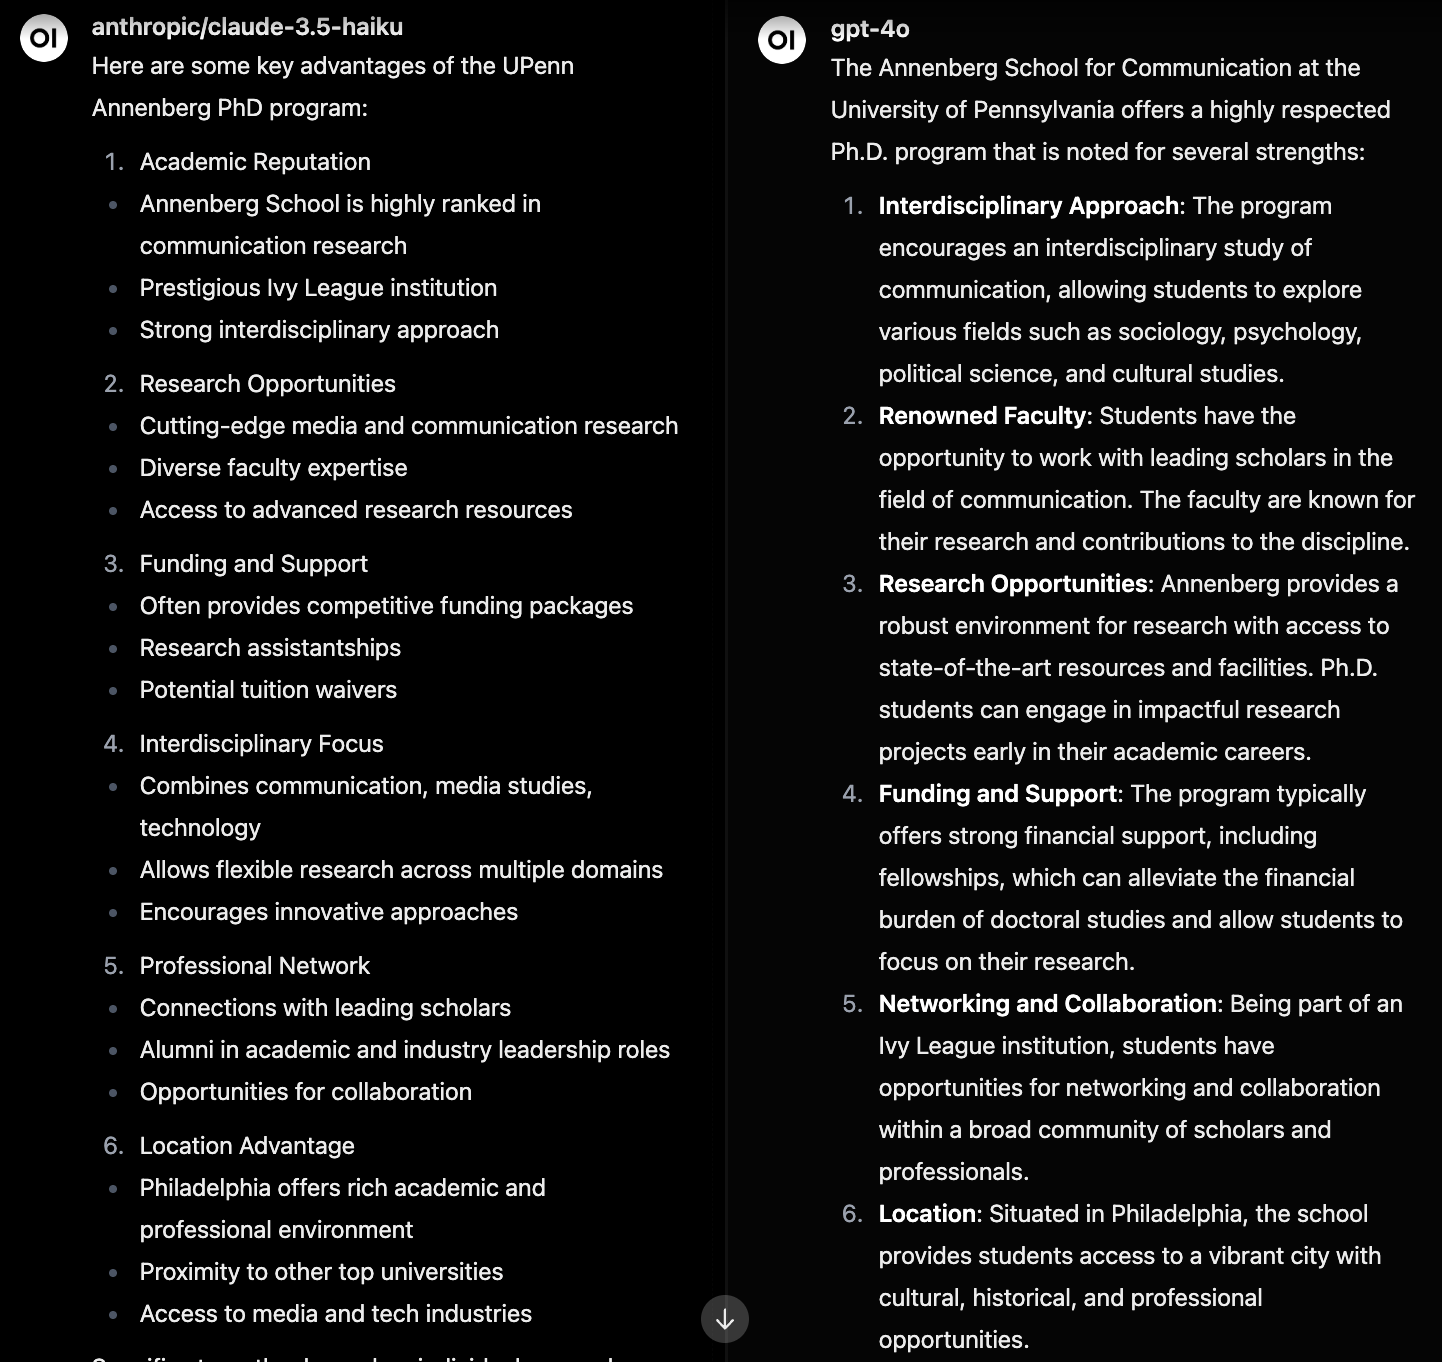 anthropic/claude-3.5-haiku
Here are some key advantages of the UPenn
Annenberg PhD program:
1. Academic Reputation
• Annenberg School is highly ranked in
communication research
• Prestigious Ivy League institution
• Strong interdisciplinary approach
2. Research Opportunities
• Cutting-edge media and communication research
• Diverse faculty expertise
• Access to advanced research resources
3. Funding and Support
• Often provides competitive funding packages
• Research assistantships
• Potential tuition waivers
4. Interdisciplinary Focus
• Combines communication, media studies,
technology
• Allows flexible research across multiple domains
• Encourages innovative approaches
5. Professional Network
• Connections with leading scholars
• Alumni in academic and industry leadership roles
• Opportunities for collaboration
6. Location Advantage
• Philadelphia offers rich academic and
professional environment
• Proximity to other top universities
• Access to media and tech industries
gpt-4o
The Annenberg School for Communication at the
University of Pennsylvania offers a highly respected
Ph.D. program that is noted for several strengths:
1. Interdisciplinary Approach: The program
encourages an interdisciplinary study of
communication, allowing students to explore
various fields such as sociology, psychology,
political science, and cultural studies.
2. Renowned Faculty: Students have the
opportunity to work with leading scholars in the
field of communication. The faculty are known for
their research and contributions to the discipline.
3. Research Opportunities: Annenberg provides a
robust environment for research with access to
state-of-the-art resources and facilities. Ph.D.
students can engage in impactful research
projects early in their academic careers.
4. Funding and Support: The program typically
offers strong financial support, including
fellowships, which can alleviate the financial
burden of doctoral studies and allow students to
focus on their research.
5. Networking and Collaboration: Being part of an
Ivy League institution, students have
opportunities for networking and collaboration
within a broad community of scholars and
professionals.
6. Location: Situated in Philadelphia, the school
provides students access to a vibrant city with
cultural, historical, and professional
opportunities.